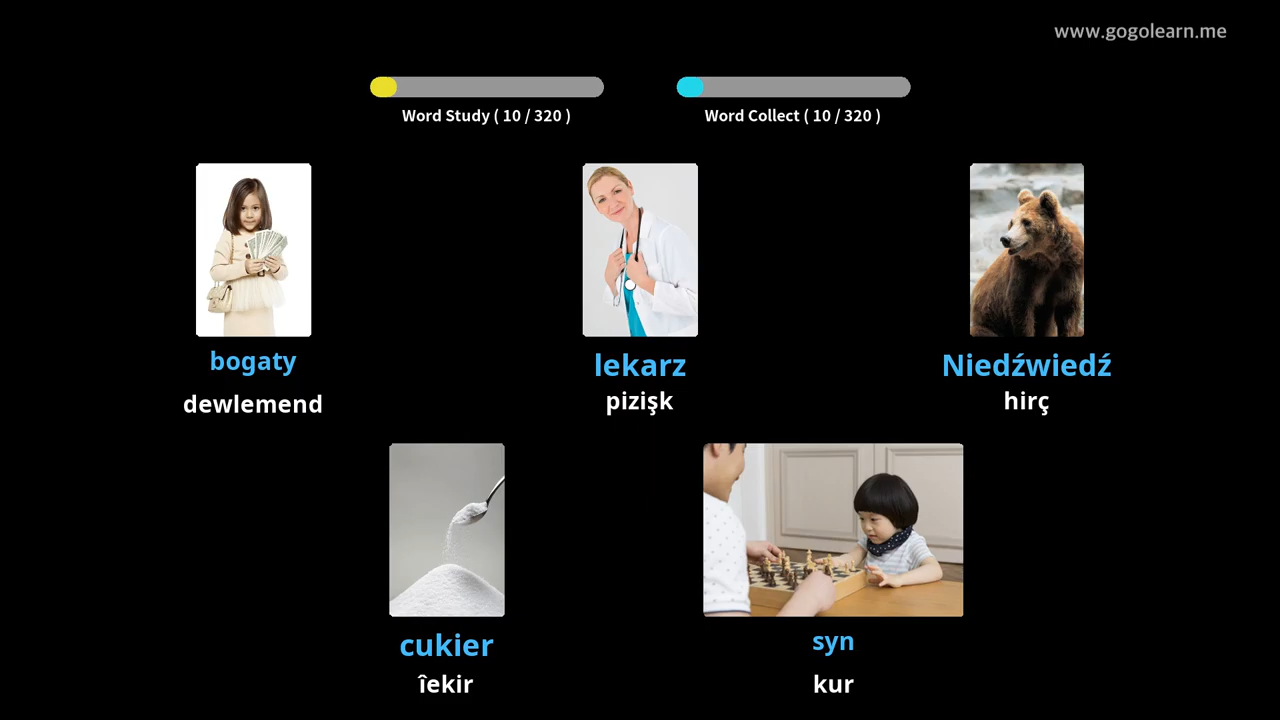 www.gogolearn.me
Word Study ( 10 / 320 )
Word Collect ( 10 / 320 )
bogaty
dewlemend
lekarz
pizişk
Niedźwiedź
hirç
cukier
îekir
syn
kur